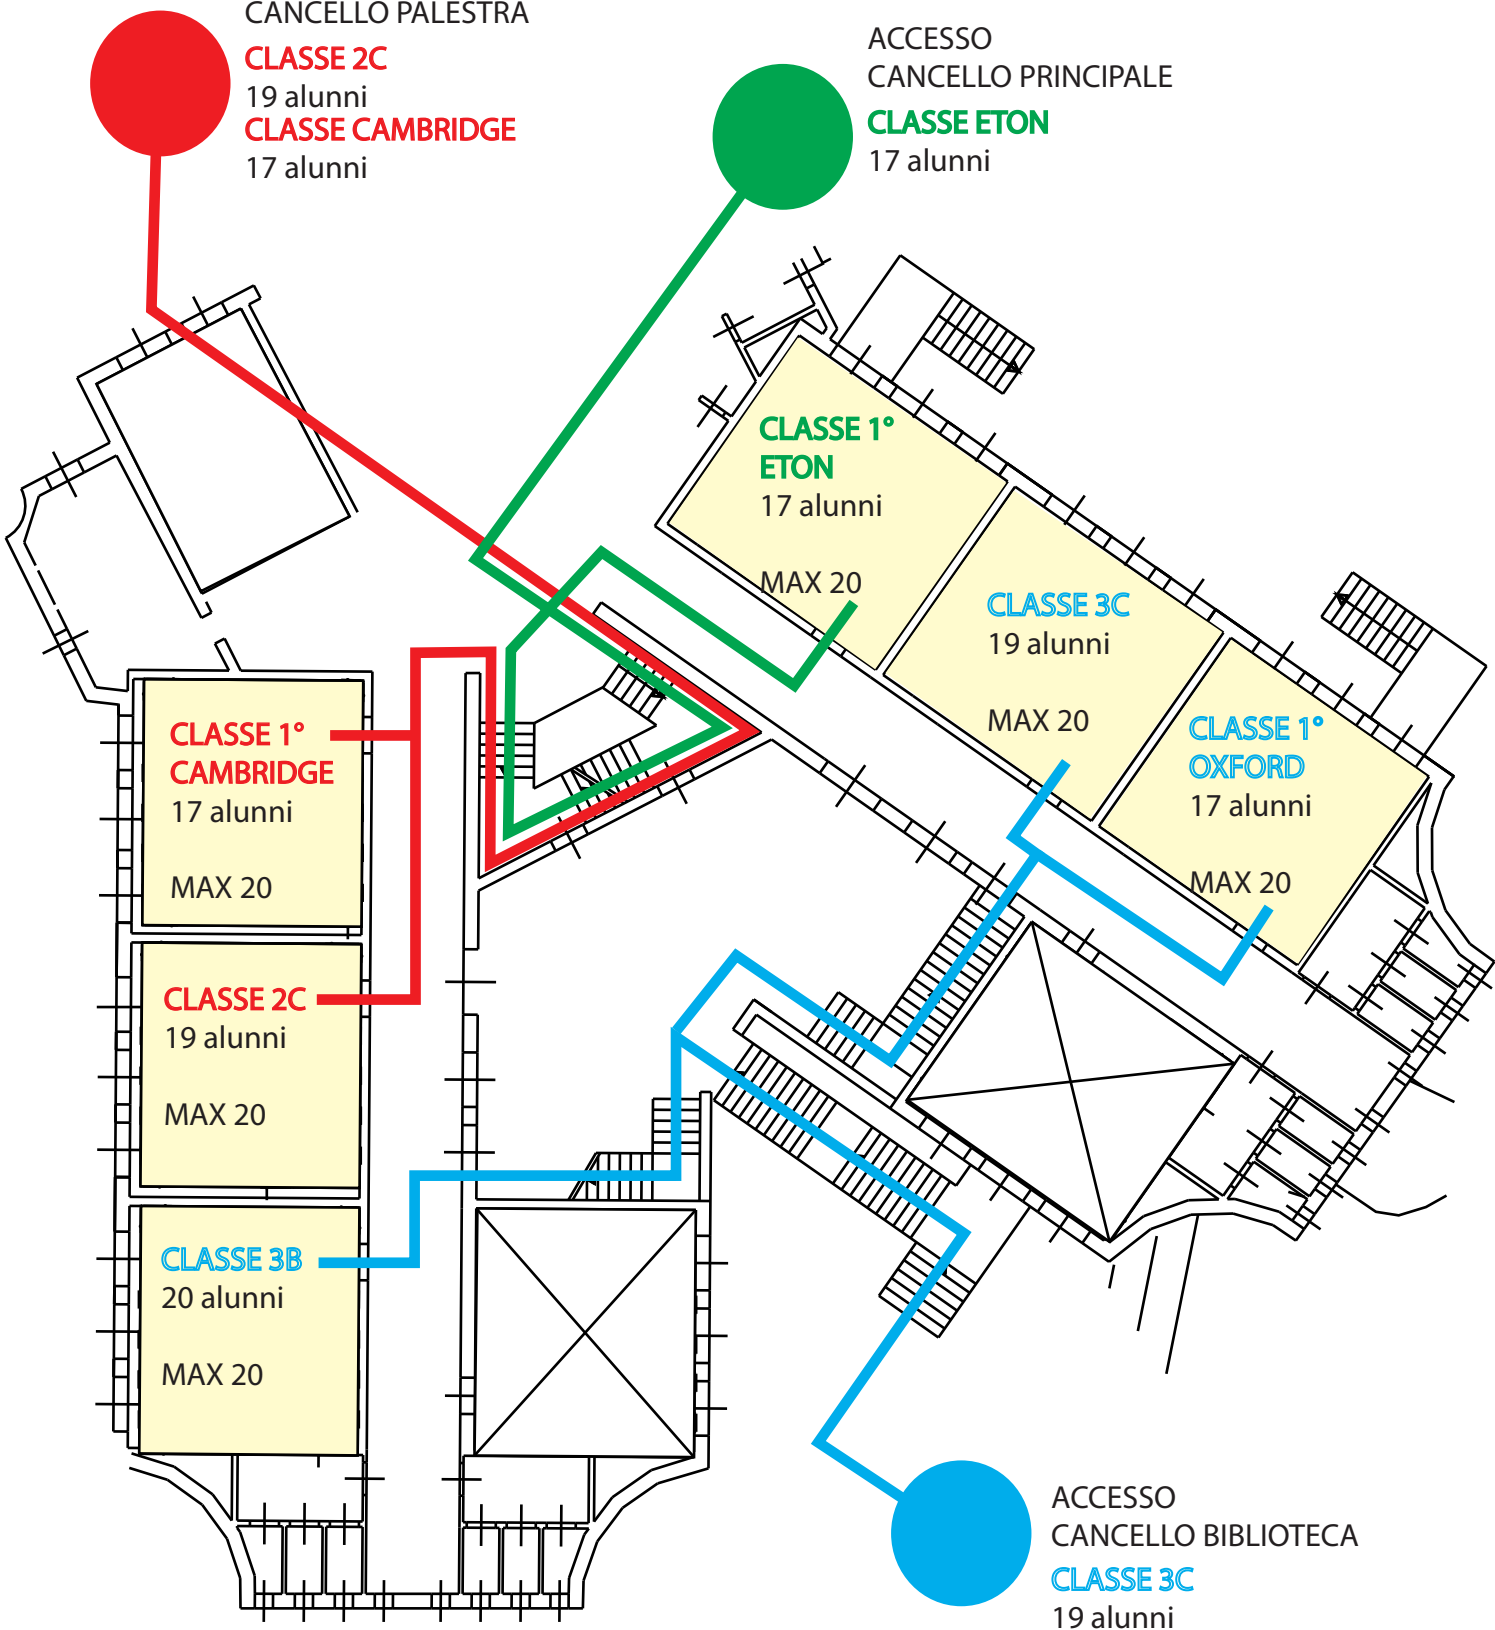 CANCELLO PALESTRA
CLASSE 2C
19 alunni
CLASSE CAMBRIDGE
17 alunni
ACCESSO
CANCELLO PRINCIPALE
CLASSE ETON
17 alunni
CLASSE 1°
ETON
17 alunni
MAX 20
CLASSE 3C
19 alunni
MAX 20
CLASSE 1°
OXFORD
17 alunni
MAX 20
CLASSE 1°
CAMBRIDGE
17 alunni
MAX 20
CLASSE 2C
19 alunni
MAX 20
CLASSE 3B
20 alunni
MAX 20
ACCESSO
CANCELLO BIBLIOTECA
CLASSE 3C
19 alunni